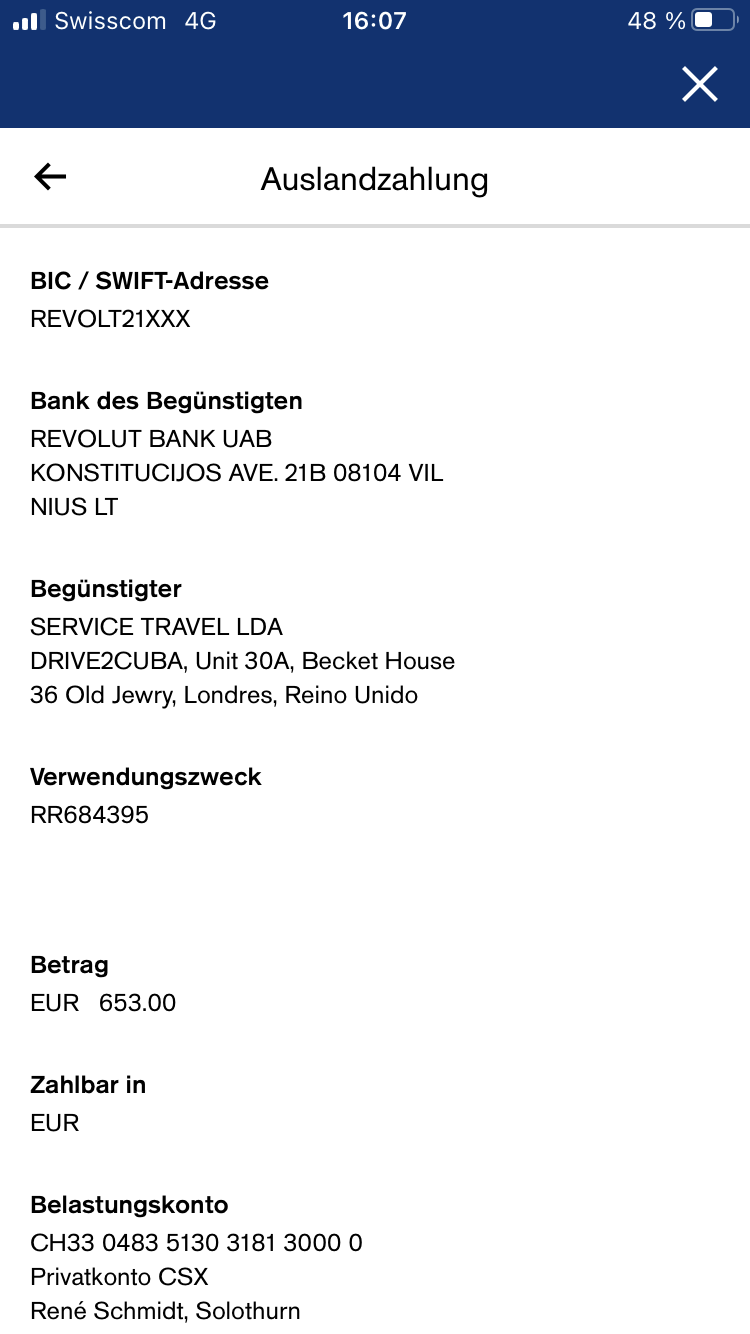 Swisscom 4G 16:07 48 %
Auslandzahlung
BIC / SWIFT-Adresse
REVOLT21XXX
Bank des Begünstigten
REVOLUT BANK UAB
KONSTITUCIJOS AVE. 21B 08104 VIL
NIUS LT
Begünstigter
SERVICE TRAVEL LDA
DRIVE2CUBA, Unit 30A, Becket House
36 Old Jewry, Londres, Reino Unido
Verwendungszweck
RR684395
Betrag
EUR 653.00
Zahlbar in
EUR
Belastungskonto
CH33 0483 5130 3181 3000 0
Privatkonto CSX
René Schmidt, Solothurn